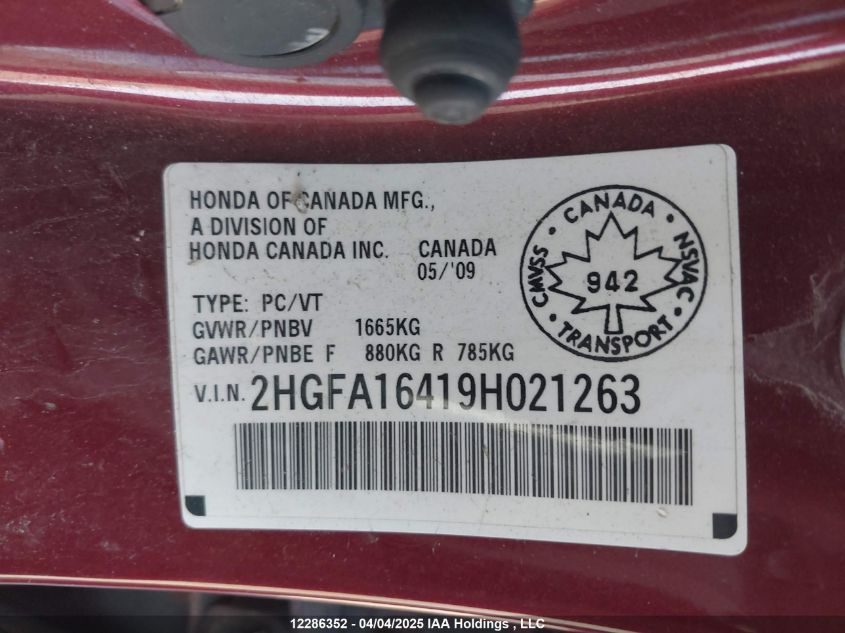 HONDA OF CANADA MFG.,
A DIVISION OF
HONDA CANADA INC. CANADA
05/'09
TYPE: PC/VT
GVWR/PNBV 1665KG
GAWR/PNBE F 880KG R 785KG
V.I.N. 2HGFA16419H021263
CANADA · NSVAC · TRANSPORT · CMVSS ·
942
12286352 - 04/04/2025 IAA Holdings , LLC